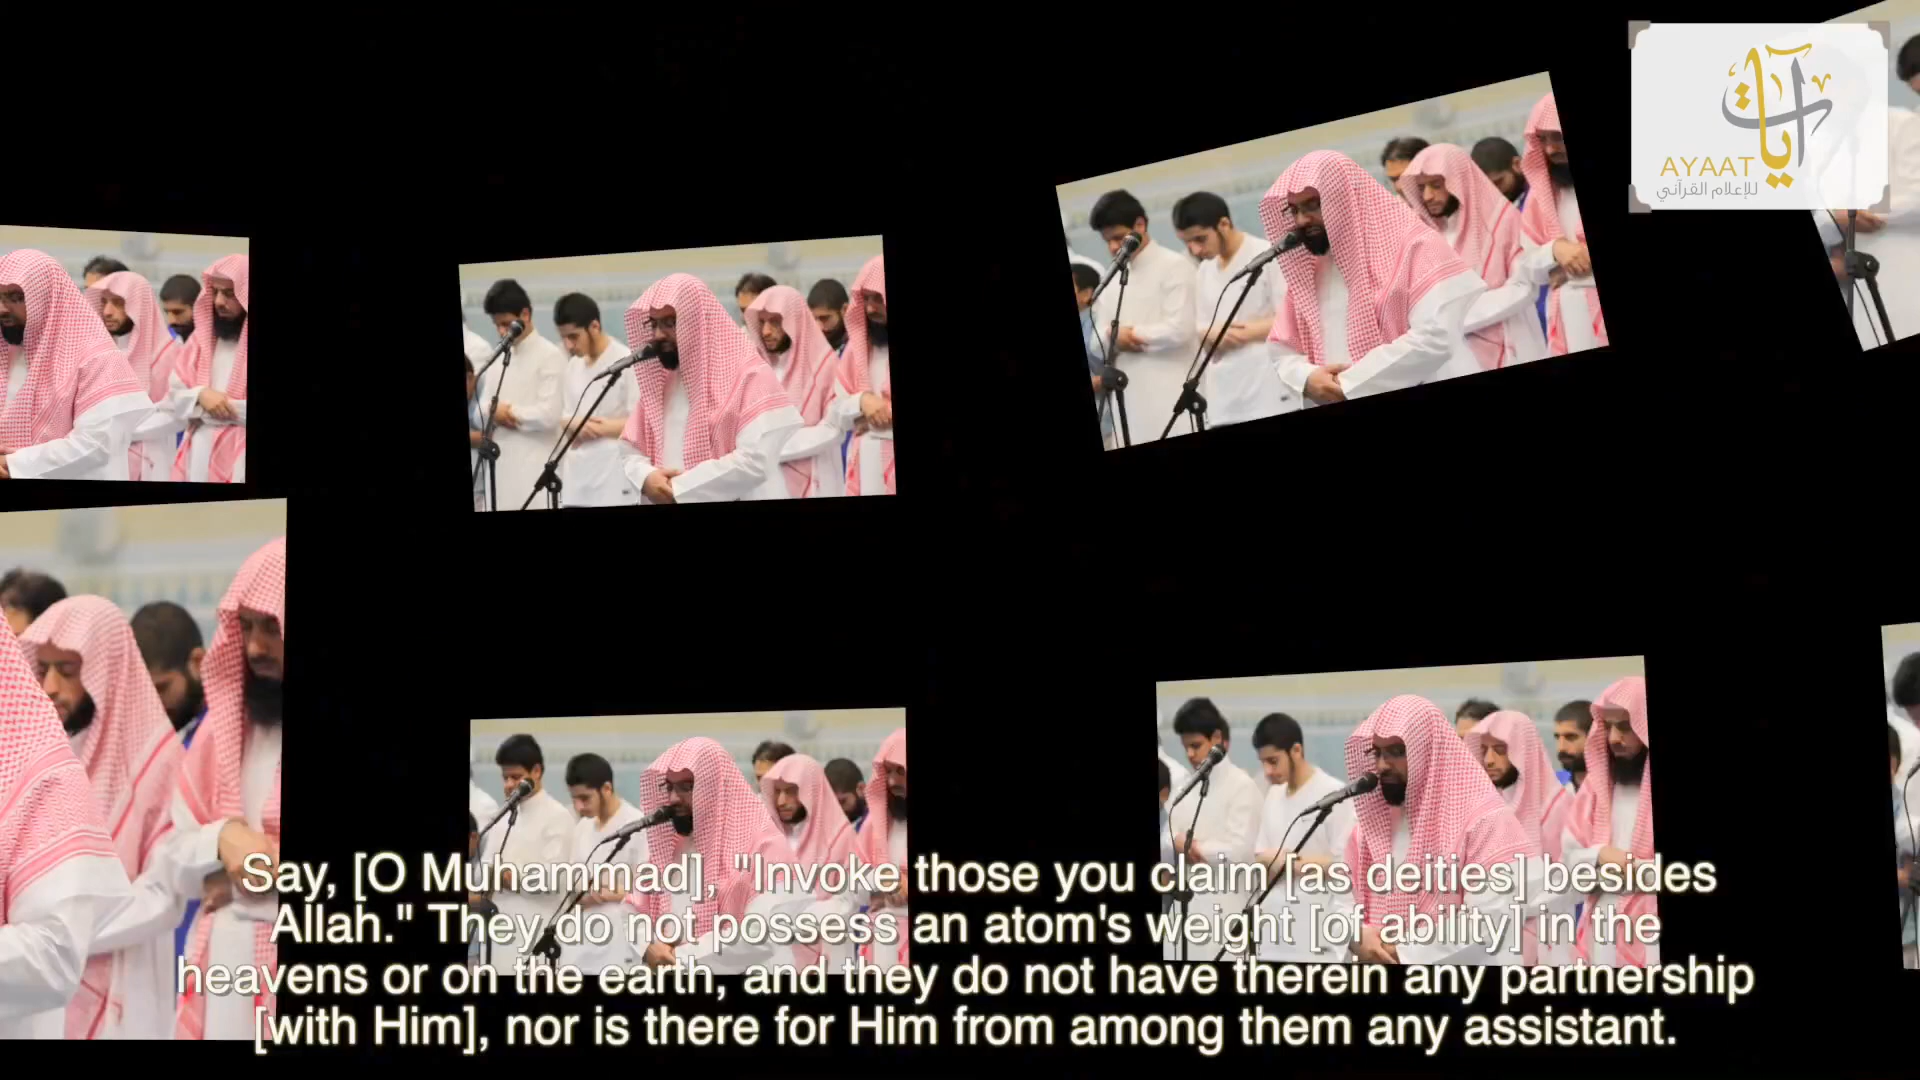 آيات
AYAAT
للإعلام القرآني
Say, [O Muhammad], "Invoke those you claim [as deities] besides
Allah." They do not possess an atom's weight [of ability] in the
heavens or on the earth, and they do not have therein any partnership
[with Him], nor is there for Him from among them any assistant.